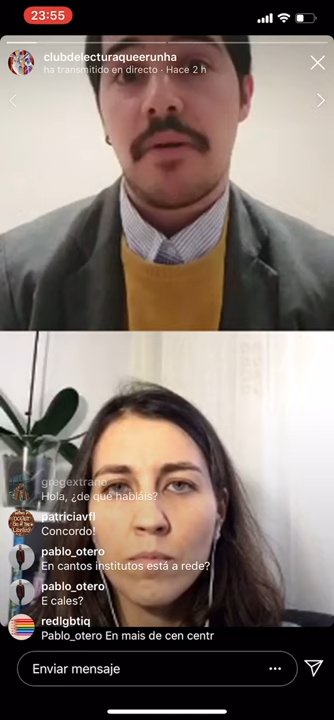 23:55
clubdelecturaqueerunha
ha transmitido en directo · Hace 2 h
gregextranb
Hola, ¿de qué habláis?
patriciavfl
Concordo!
pablo_otero
En cantos institutos está a rede?
pablo_otero
E cales?
redlgbtiq
Pablo_otero En mais de cen centr
Enviar mensaje